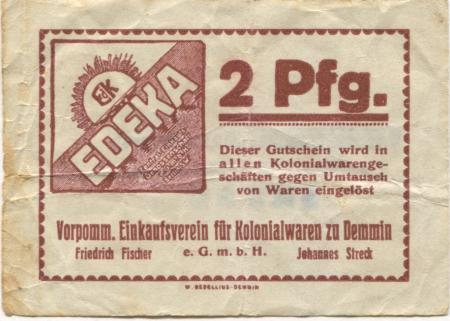 EdK
EDEKA
2 Pfg.
Dieser Gutschein wird in
allen Kolonialwarenge-
schäften gegen Umtausch
von Waren eingelöst
Vorpomm. Einkaufsverein für Kolonialwaren zu Demmin
Friedrich Fischer e. G. m. b. H. Johannes Streck
W. GESELLIUS-DEMMIN